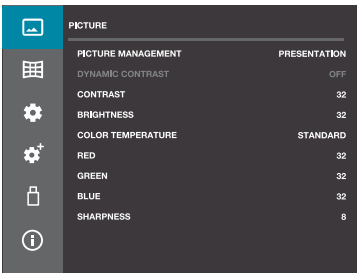 PICTURE
PICTURE MANAGEMENT PRESENTATION
DYNAMIC CONTRAST OFF
CONTRAST 32
BRIGHTNESS 32
COLOR TEMPERATURE STANDARD
RED 32
GREEN 32
BLUE 32
SHARPNESS 8